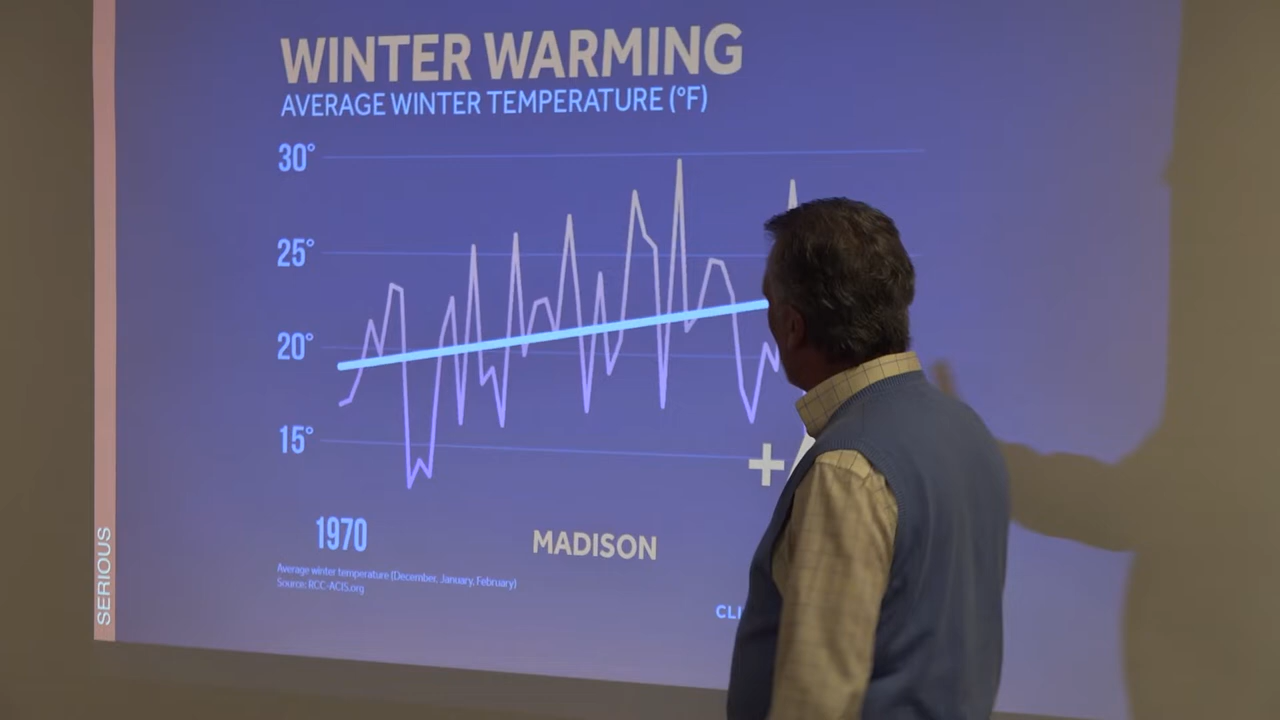 WINTER WARMING
AVERAGE WINTER TEMPERATURE (°F)
30°
25°
20°
15°
+
1970
MADISON
Average winter temperature (December, January, February)
Source: RCC-ACIS.org
CLI
SERIOUS